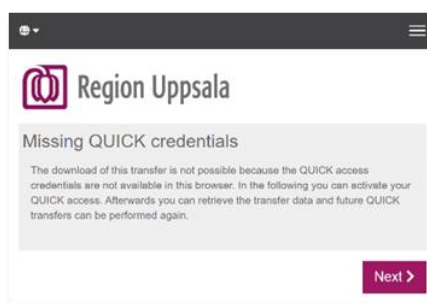 Region Uppsala
Missing QUICK credentials
The download of this transfer is not possible because the QUICK access
credentials are not available in this browser. In the following you can activate your
QUICK access. Afterwards you can retrieve the transfer data and future QUICK
transfers can be performed again.
Next